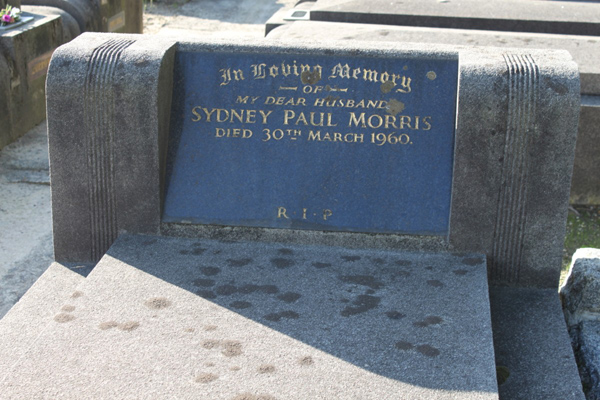 In Loving Memory
OF
MY DEAR HUSBAND
SYDNEY PAUL MORRIS
DIED 30TH MARCH 1960.
R·I·P